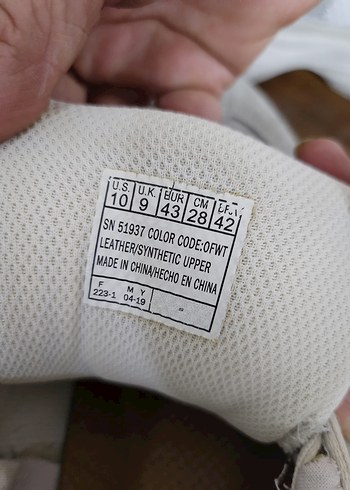 U.S. U.K. EUR CM BRA
10 9 43 28 42
SN 51937 COLOR CODE:OFWT
LEATHER/SYNTHETIC UPPER
MADE IN CHINA/HECHO EN CHINA
F M Y
223-1 04-19